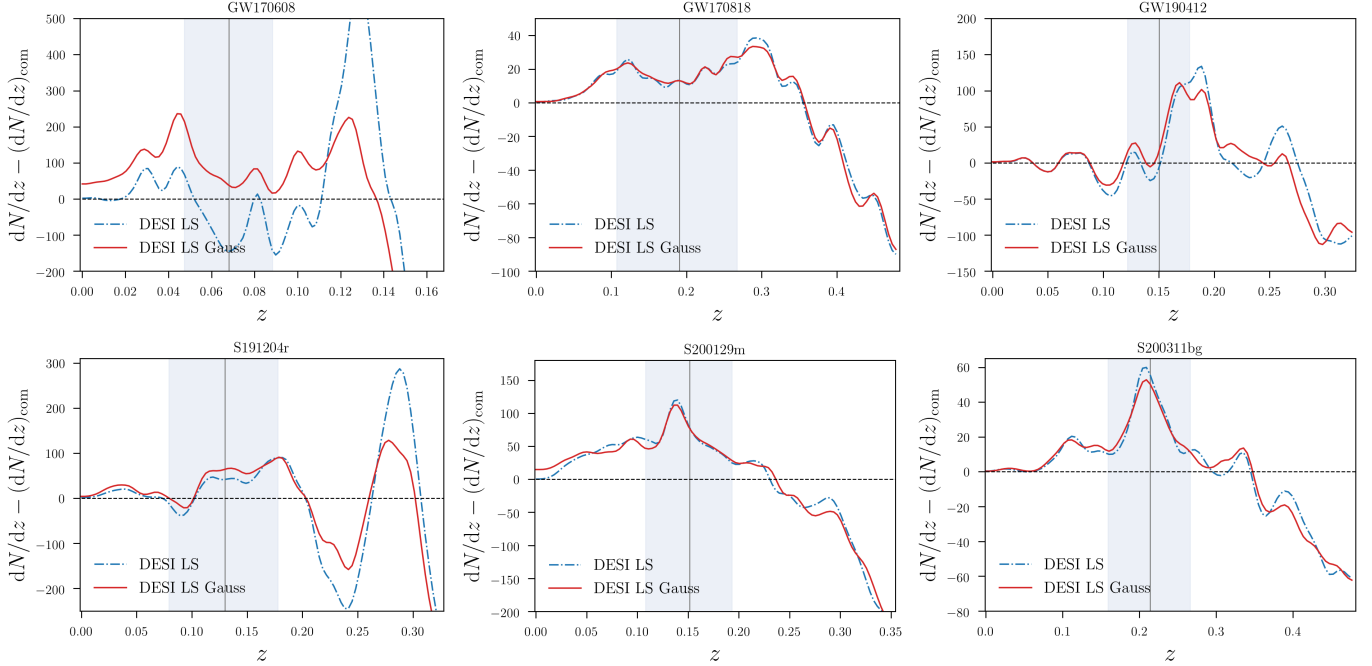 GW170608
500
400
300
200
100
0
−100
−200
dN/dz − (dN/dz)com
DESI LS
DESI LS Gauss
0.00 0.02 0.04 0.06 0.08 0.10 0.12 0.14 0.16
z
GW170818
40
20
0
−20
−40
−60
−80
−100
dN/dz − (dN/dz)com
DESI LS
DESI LS Gauss
0.0 0.1 0.2 0.3 0.4
z
GW190412
200
150
100
50
0
−50
−100
−150
dN/dz − (dN/dz)com
DESI LS
DESI LS Gauss
0.00 0.05 0.10 0.15 0.20 0.25 0.30
z
S191204r
300
200
100
0
−100
−200
dN/dz − (dN/dz)com
DESI LS
DESI LS Gauss
0.00 0.05 0.10 0.15 0.20 0.25 0.30
z
S200129m
150
100
50
0
−50
−100
−150
−200
dN/dz − (dN/dz)com
DESI LS
DESI LS Gauss
0.00 0.05 0.10 0.15 0.20 0.25 0.30 0.35
z
S200311bg
60
40
20
0
−20
−40
−60
−80
dN/dz − (dN/dz)com
DESI LS
DESI LS Gauss
0.0 0.1 0.2 0.3 0.4
z